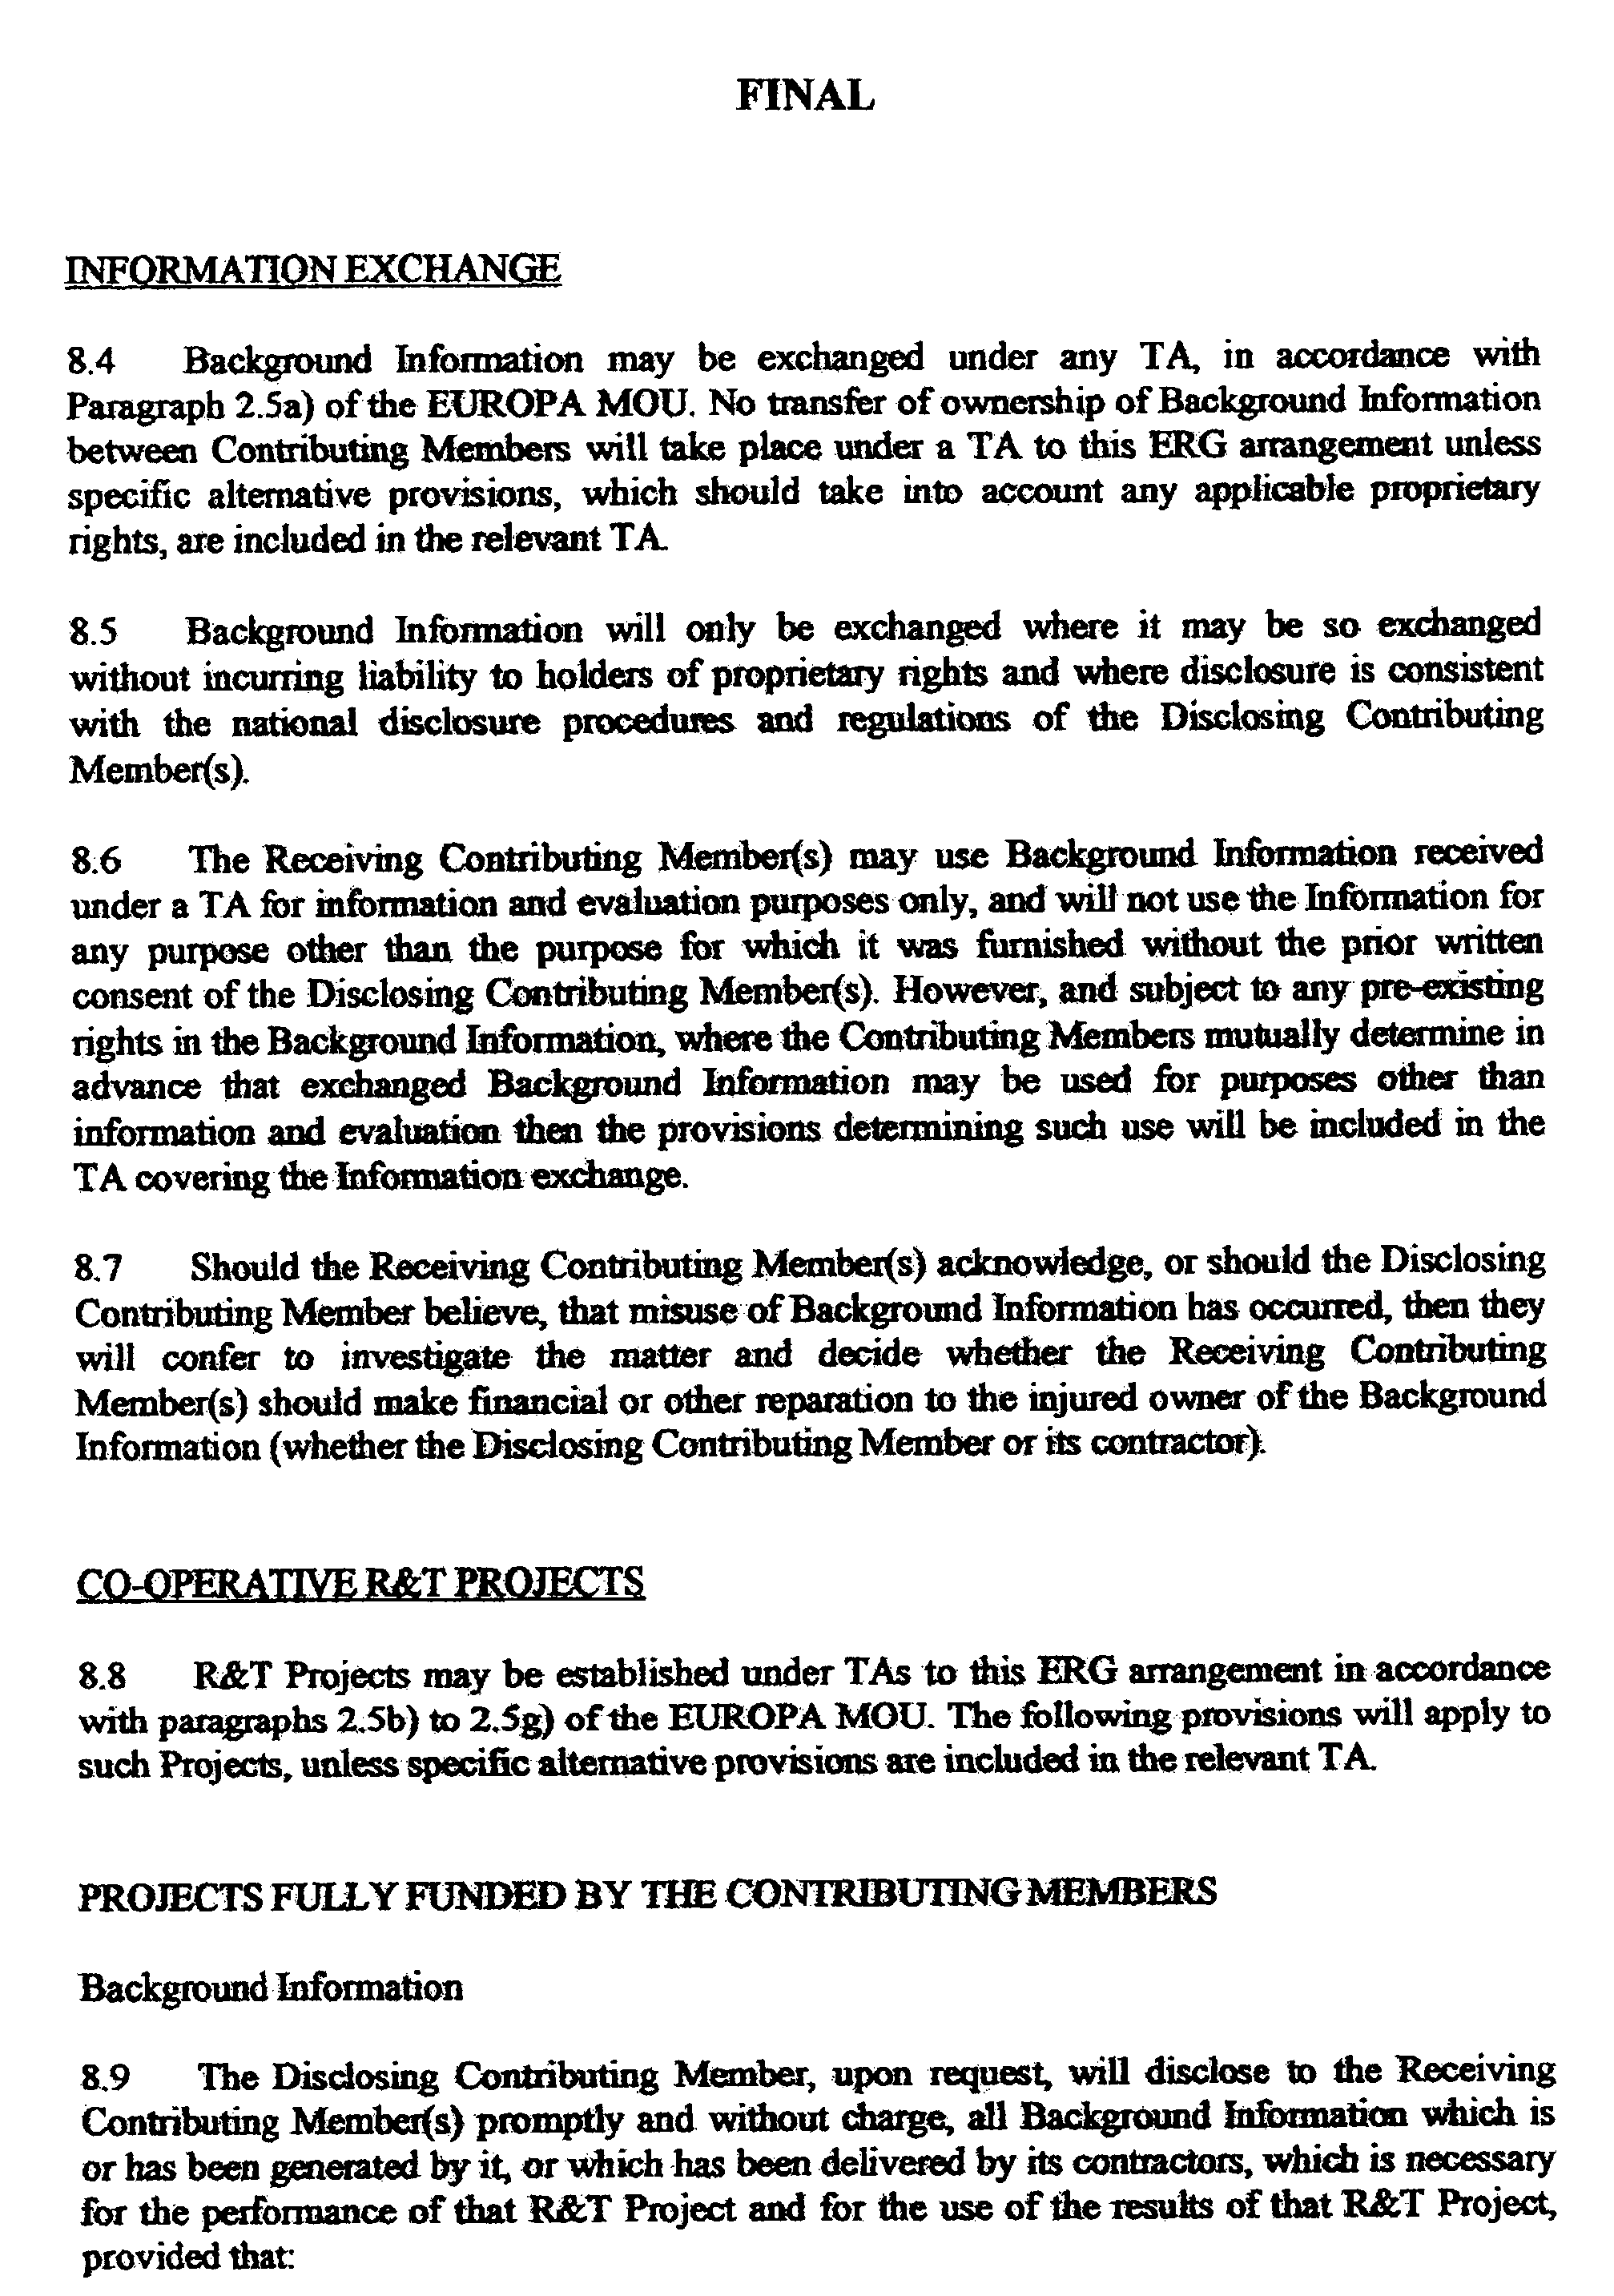 FINAL
INFORMATION EXCHANGE
8.4 Background Information may be exchanged under any TA, in accordance with
Paragraph 2.5a) of the EUROPA MOU. No transfer of ownership of Background Information
between Contributing Members will take place under a TA to this ERG arrangement unless
specific alternative provisions, which should take into account any applicable proprietary
rights, are included in the relevant TA.
8.5 Background Information will only be exchanged where it may be so exchanged
without incurring liability to holders of proprietary rights and where disclosure is consistent
with the national disclosure procedures and regulations of the Disclosing Contributing
Member(s).
8.6 The Receiving Contributing Member(s) may use Background Information received
under a TA for information and evaluation purposes only, and will not use the Information for
any purpose other than the purpose for which it was furnished without the prior written
consent of the Disclosing Contributing Member(s). However, and subject to any pre-existing
rights in the Background Information, where the Contributing Members mutually determine in
advance that exchanged Background Information may be used for purposes other than
information and evaluation then the provisions determining such use will be included in the
TA covering the Information exchange.
8.7 Should the Receiving Contributing Member(s) acknowledge, or should the Disclosing
Contributing Member believe, that misuse of Background Information has occurred, then they
will confer to investigate the matter and decide whether the Receiving Contributing
Member(s) should make financial or other reparation to the injured owner of the Background
Information (whether the Disclosing Contributing Member or its contractor).
CO-OPERATIVE R&T PROJECTS
8.8 R&T Projects may be established under TAs to this ERG arrangement in accordance
with paragraphs 2.5b) to 2.5g) of the EUROPA MOU. The following provisions will apply to
such Projects, unless specific alternative provisions are included in the relevant TA.
PROJECTS FULLY FUNDED BY THE CONTRIBUTING MEMBERS
Background Information
8.9 The Disclosing Contributing Member, upon request, will disclose to the Receiving
Contributing Member(s) promptly and without charge, all Background Information which is
or has been generated by it, or which has been delivered by its contractors, which is necessary
for the performance of that R&T Project and for the use of the results of that R&T Project,
provided that: